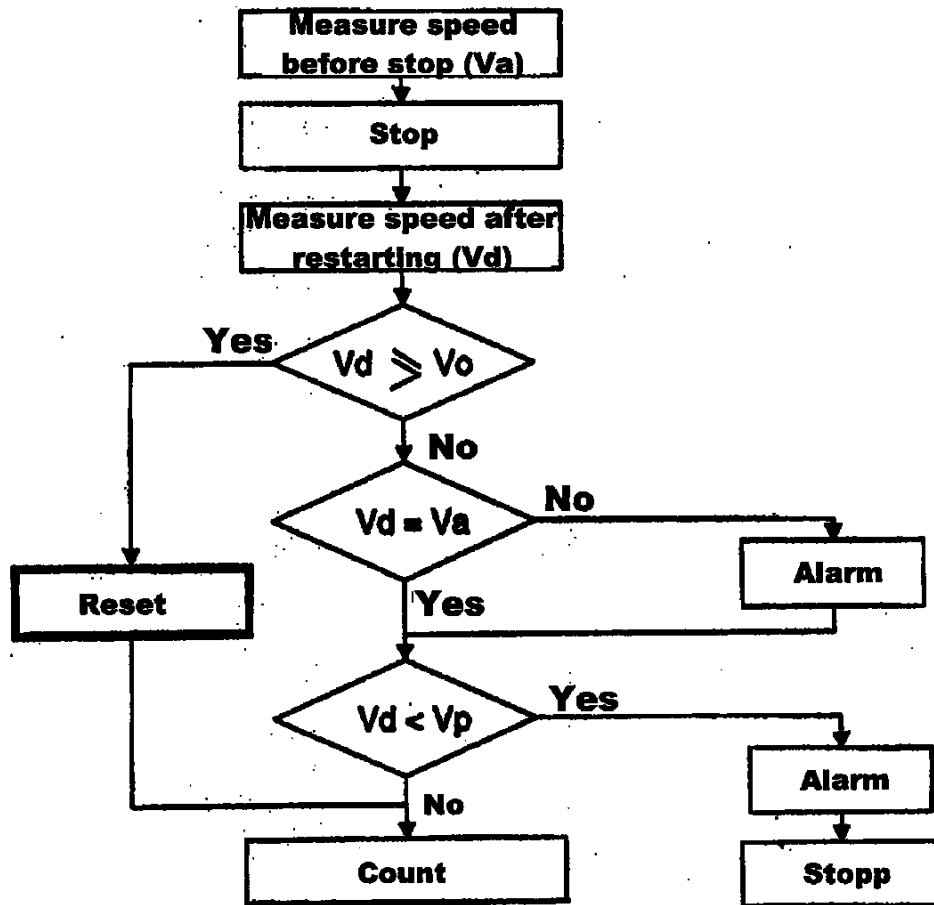 Measure speed
before stop (Va)
Stop
Measure speed after
restarting (Vd)
Yes
Vd ⩾ Vo
No
Vd = Va
No
Alarm
Reset
Yes
Vd < Vp
Yes
Alarm
No
Count
Stopp